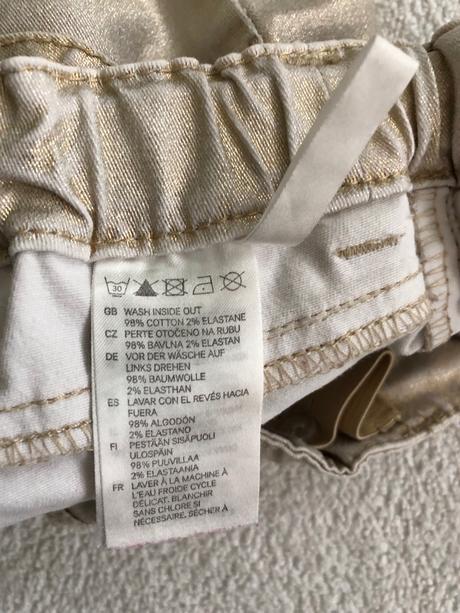 30
GB WASH INSIDE OUT
98% COTTON 2% ELASTANE
CZ PERTE OTOČENO NA RUBU
98% BAVLNA 2% ELASTAN
DE VOR DER WÄSCHE AUF
LINKS DREHEN
98% BAUMWOLLE
2% ELASTHAN
ES LAVAR CON EL REVÉS HACIA
FUERA
98% ALGODÓN
2% ELASTANO
FI PESTÄÄN SISÄPUOLI
ULOSPÄIN
98% PUUVILLAA
2% ELASTAANIA
FR LAVER À LA MACHINE À
L'EAU FROIDE CYCLE
DÉLICAT. BLANCHIR
SANS CHLORE SI
NÉCESSAIRE. SÉCHER À